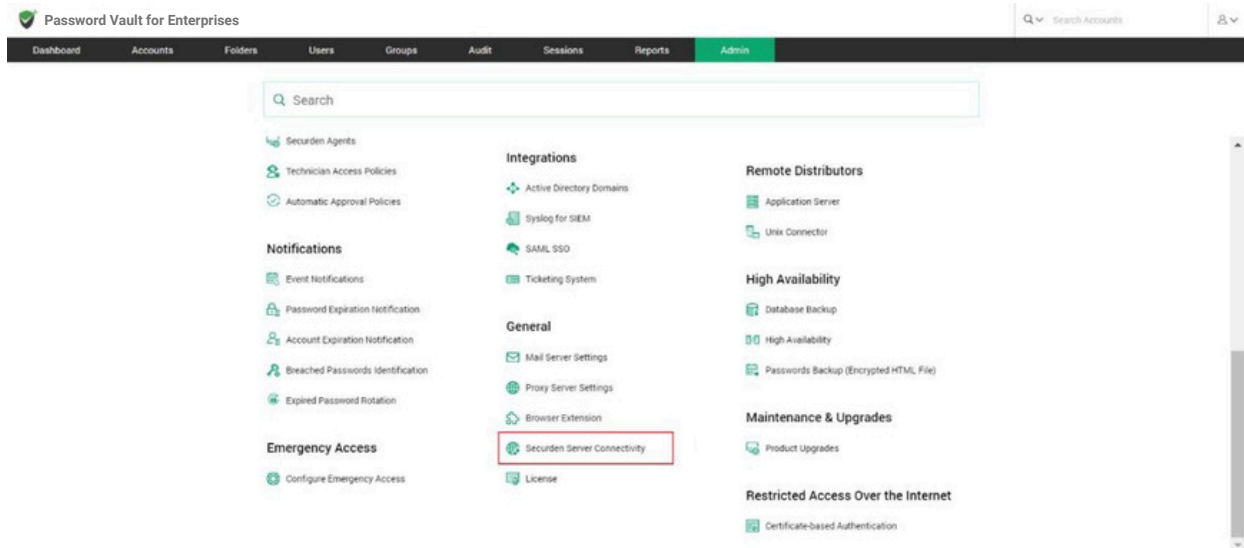 Password Vault for Enterprises
Search Accounts
Dashboard Accounts Folders Users Groups Audit Sessions Reports Admin
Search
Securden Agents
Technician Access Policies
Automatic Approval Policies
Notifications
Event Notifications
Password Expiration Notification
Account Expiration Notification
Breached Passwords Identification
Expired Password Rotation
Emergency Access
Configure Emergency Access
Integrations
Active Directory Domains
Syslog for SIEM
SAML SSO
Ticketing System
General
Mail Server Settings
Proxy Server Settings
Browser Extension
Securden Server Connectivity
License
Remote Distributors
Application Server
Unix Connector
High Availability
Database Backup
High Availability
Passwords Backup (Encrypted HTML File)
Maintenance & Upgrades
Product Upgrades
Restricted Access Over the Internet
Certificate-based Authentication